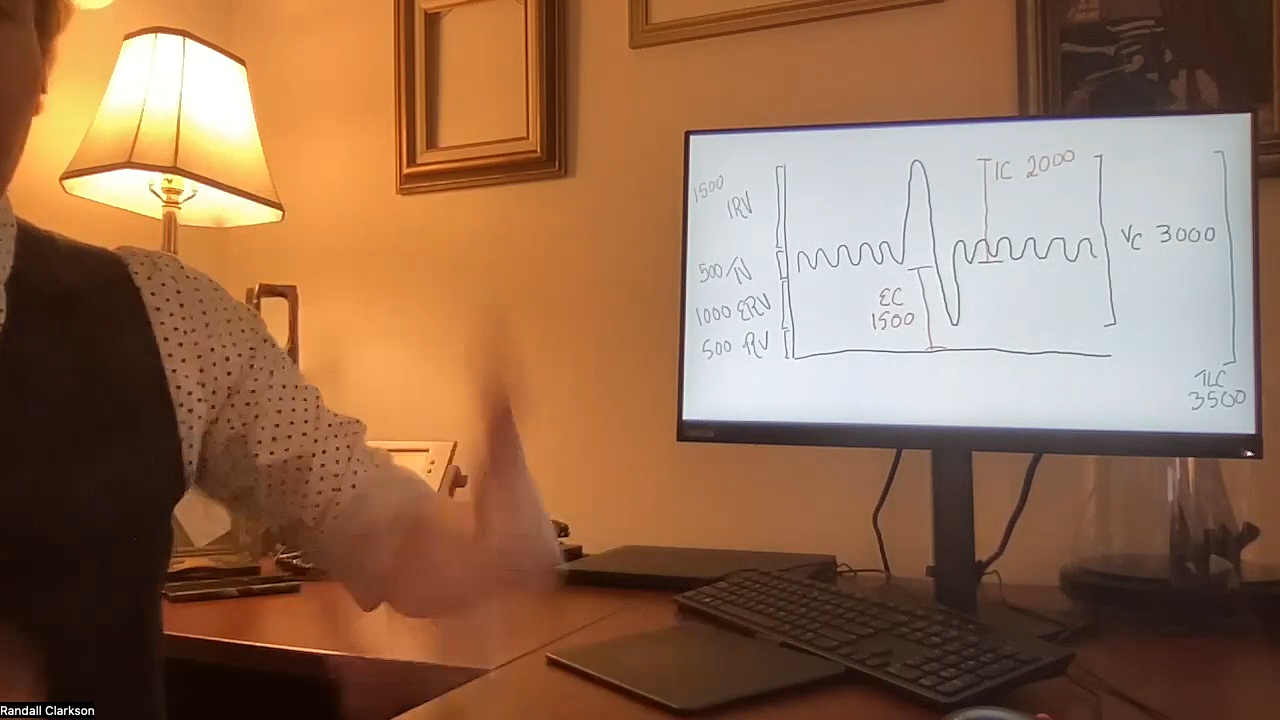 1500
IRV
500/TV
1000 ERV
500 RV
EC
1500
IC 2000
VC 3000
TLC
3500
Randall Clarkson